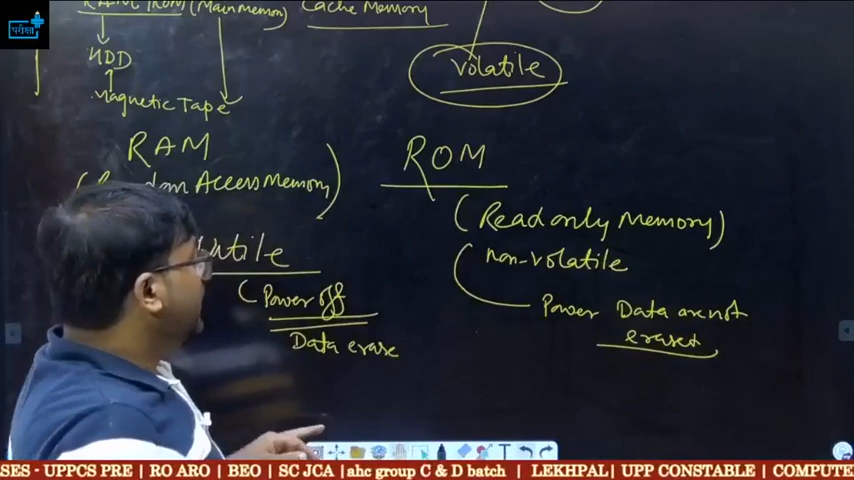 परीक्षा
RAM, ROM (Main Memory) Cache Memory
HDD
Magnetic Tape
volatile
RAM
Access Memory)
(Power off
Data erase
ROM
(Read only Memory)
non-volatile
Power Data are not
erased
SES - UPPCS PRE | RO ARO | BEO | SC JCA | ahc group C & D batch | LEKHPAL | UPP CONSTABLE | COMPUTE